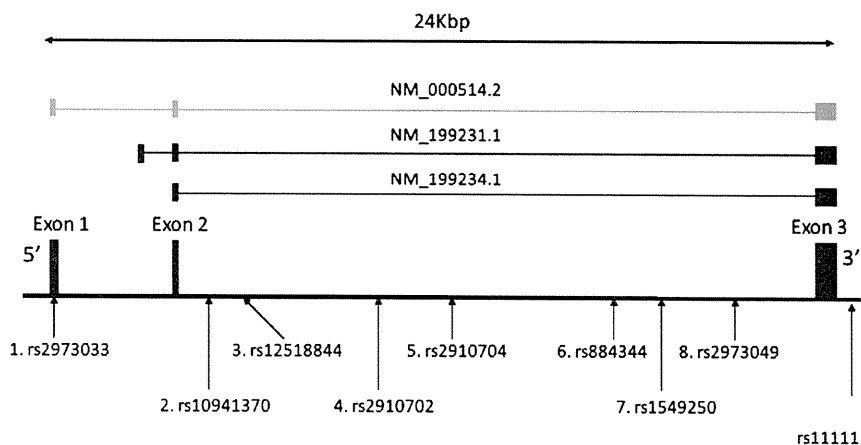 24Kbp
NM_000514.2
NM_199231.1
NM_199234.1
Exon 1
Exon 2
Exon 3
5'
3'
1. rs2973033
3. rs12518844
5. rs2910704
6. rs884344
8. rs2973049
2. rs10941370
4. rs2910702
7. rs1549250
rs11111